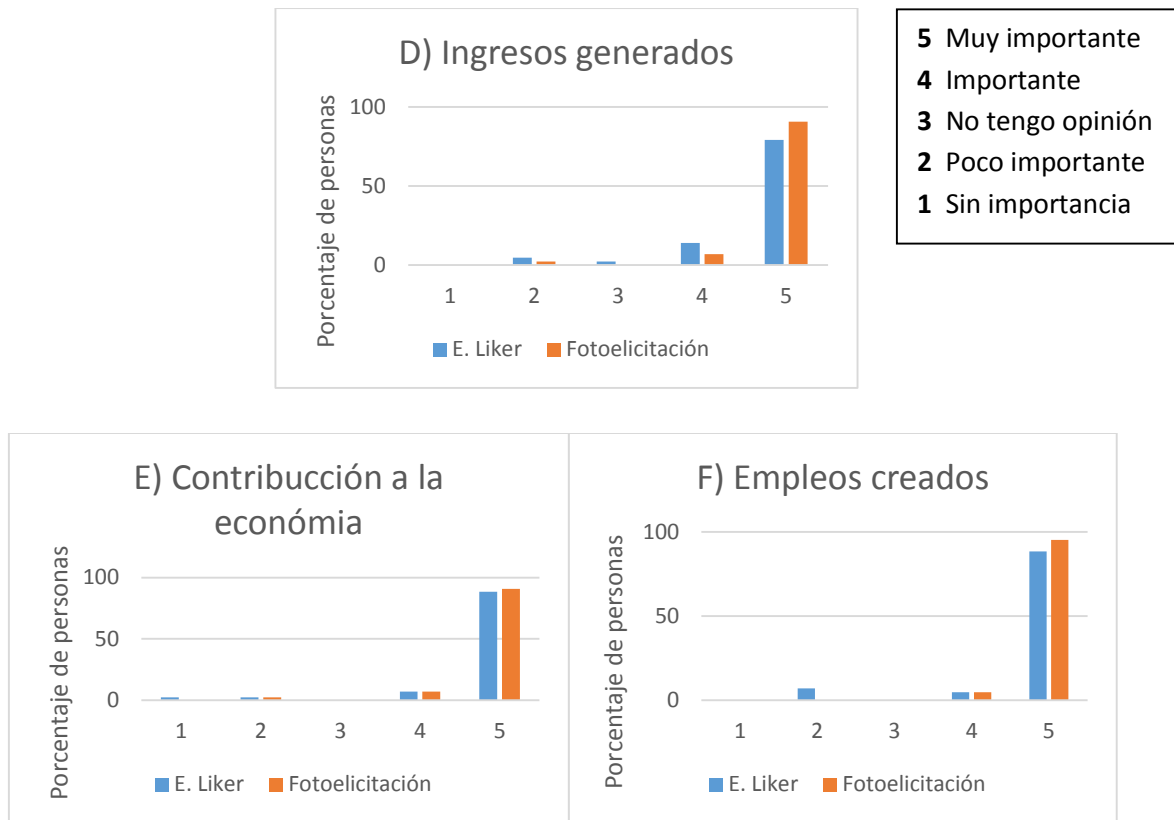 D) Ingresos generados
Porcentaje de personas
100
50
0
1 2 3 4 5
E. Liker Fotoelicitación
5 Muy importante
4 Importante
3 No tengo opinión
2 Poco importante
1 Sin importancia
E) Contribucción a la
económia
Porcentaje de personas
100
50
0
1 2 3 4 5
E. Liker Fotoelicitación
F) Empleos creados
Porcentaje de personas
100
50
0
1 2 3 4 5
E. Liker Fotoelicitación